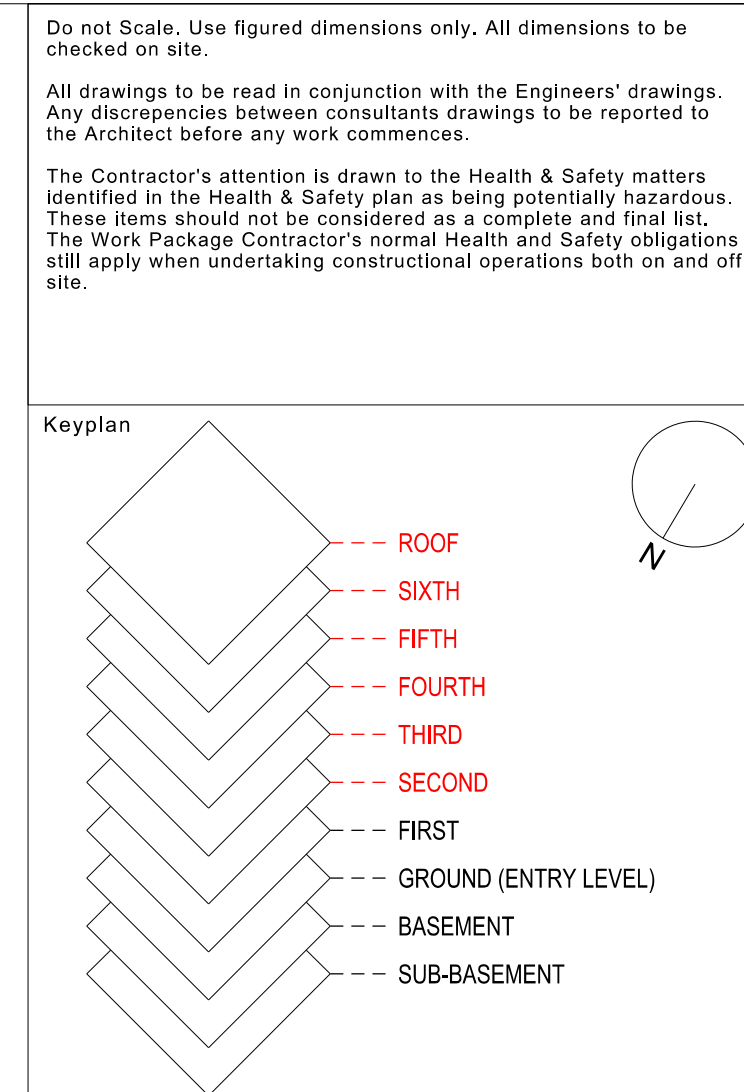 Do not Scale. Use figured dimensions only. All dimensions to be
checked on site.
All drawings to be read in conjunction with the Engineers' drawings.
Any discrepencies between consultants drawings to be reported to
the Architect before any work commences.
The Contractor's attention is drawn to the Health & Safety matters
identified in the Health & Safety plan as being potentially hazardous.
These items should not be considered as a complete and final list.
The Work Package Contractor's normal Health and Safety obligations
still apply when undertaking constructional operations both on and off
site.
Keyplan
N
ROOF
SIXTH
FIFTH
FOURTH
THIRD
SECOND
FIRST
GROUND (ENTRY LEVEL)
BASEMENT
SUB-BASEMENT